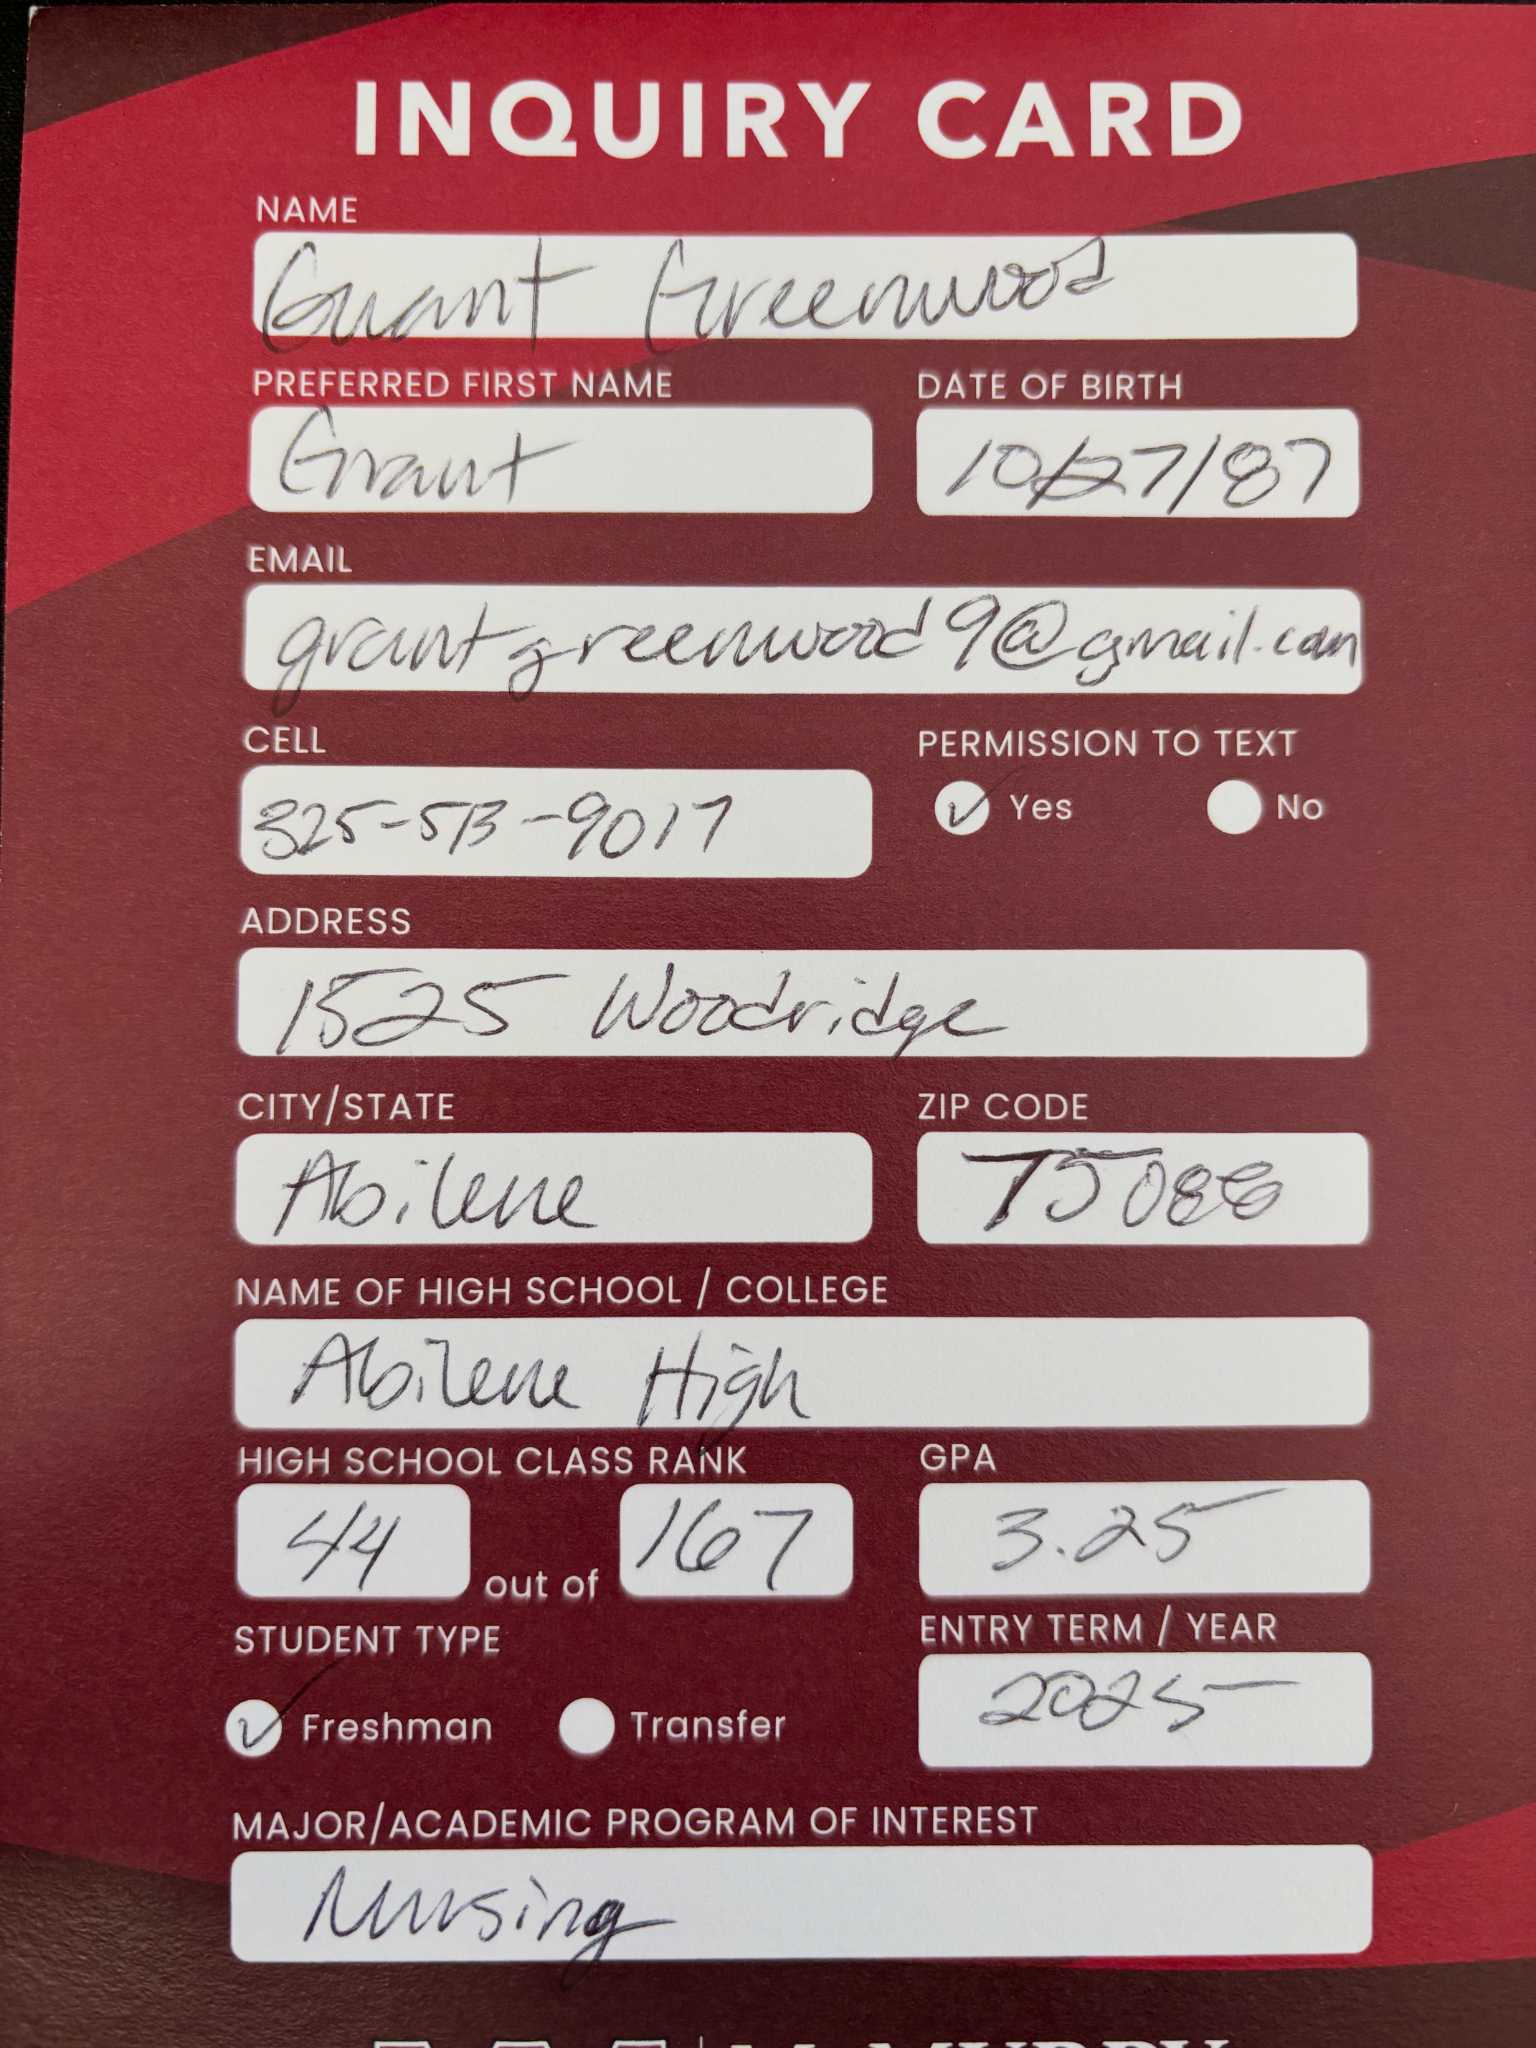 INQUIRY CARD
NAME
Grant Greenwood
PREFERRED FIRST NAME DATE OF BIRTH
Grant 10/27/87
EMAIL
grantgreenwood9@gmail.com
CELL PERMISSION TO TEXT
325-513-9017 ✓ Yes No
ADDRESS
1525 Woodridge
CITY/STATE ZIP CODE
Abilene
NAME OF HIGH SCHOOL / COLLEGE
Abilene High
HIGH SCHOOL CLASS RANK GPA
44 out of 167 3.25
STUDENT TYPE ENTRY TERM / YEAR
✓ Freshman Transfer 2025
MAJOR/ACADEMIC PROGRAM OF INTEREST
Nursing